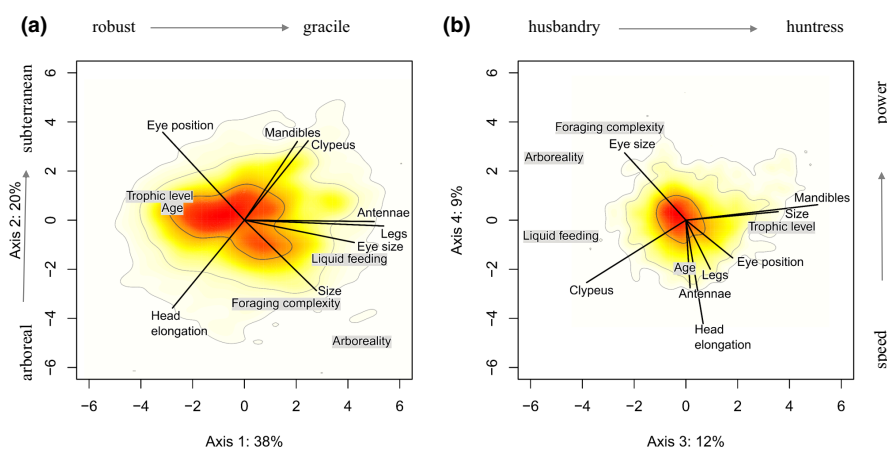 (a)
robust
gracile
subterranean
arboreal
Axis 2: 20%
6
4
2
0
−2
−4
−6
Eye position
Mandibles
Clypeus
Trophic level
Age
Antennae
Legs
Eye size
Liquid feeding
Size
Foraging complexity
Head
elongation
Arboreality
−6
−4
−2
0
2
4
6
Axis 1: 38%
(b)
husbandry
huntress
Axis 4: 9%
6
4
2
0
−2
−4
−6
Foraging complexity
Eye size
Arboreality
Mandibles
Size
Trophic level
Liquid feeding
Eye position
Age
Legs
Clypeus
Antennae
Head
elongation
−6
−4
−2
0
2
4
6
Axis 3: 12%
power
speed